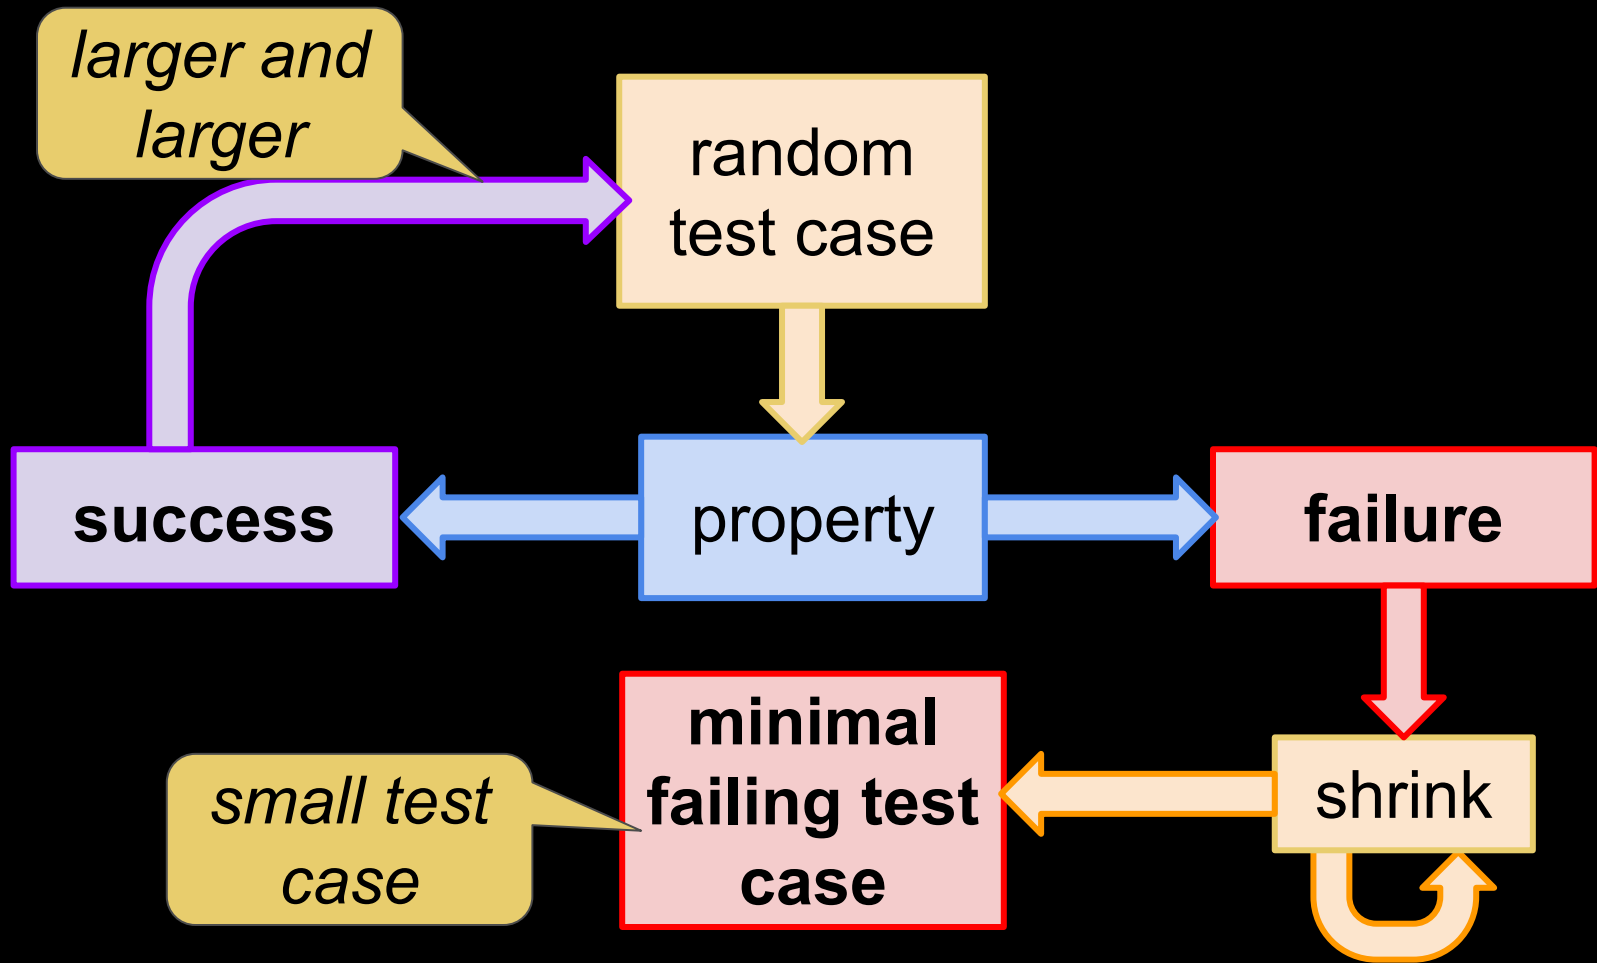 larger and
larger
random
test case
success
property
failure
minimal
failing test
case
small test
case
shrink